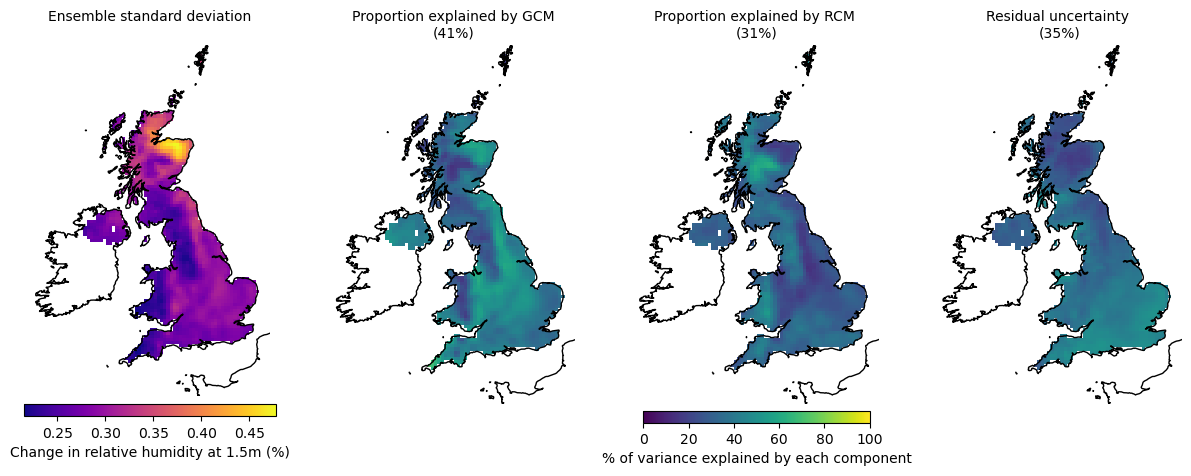 Ensemble standard deviation
Proportion explained by GCM
(41%)
Proportion explained by RCM
(31%)
Residual uncertainty
(35%)
0.25 0.30 0.35 0.40 0.45
Change in relative humidity at 1.5m (%)
0 20 40 60 80 100
% of variance explained by each component